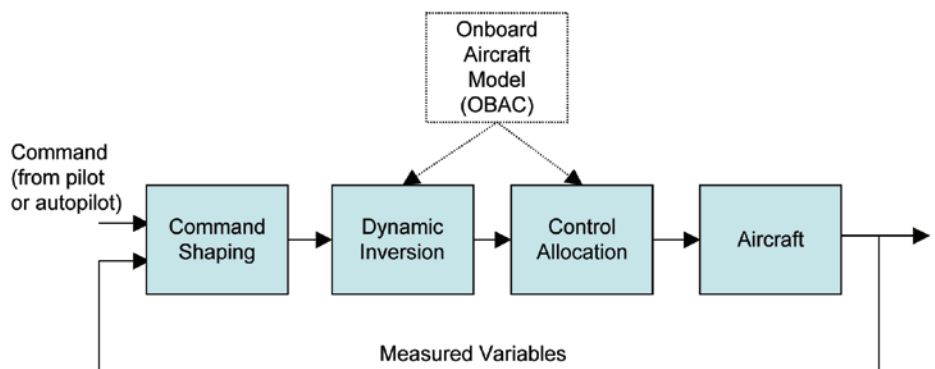 Onboard
Aircraft
Model
(OBAC)
Command
(from pilot
or autopilot)
Command
Shaping
Dynamic
Inversion
Control
Allocation
Aircraft
Measured Variables